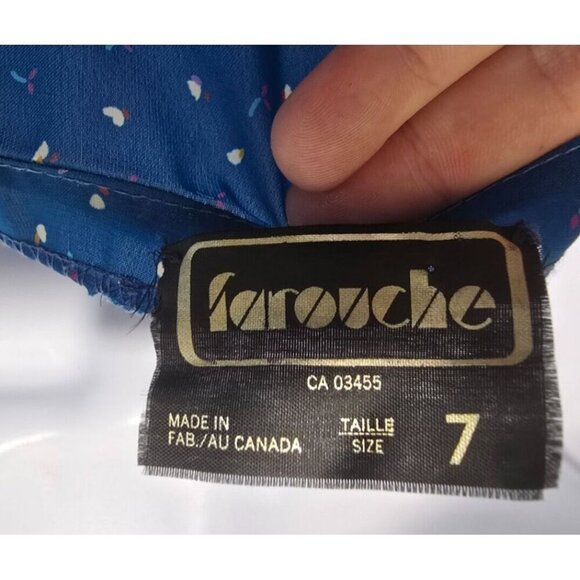 farouche
CA 03455
MADE IN TAILLE 7
FAB./AU CANADA SIZE